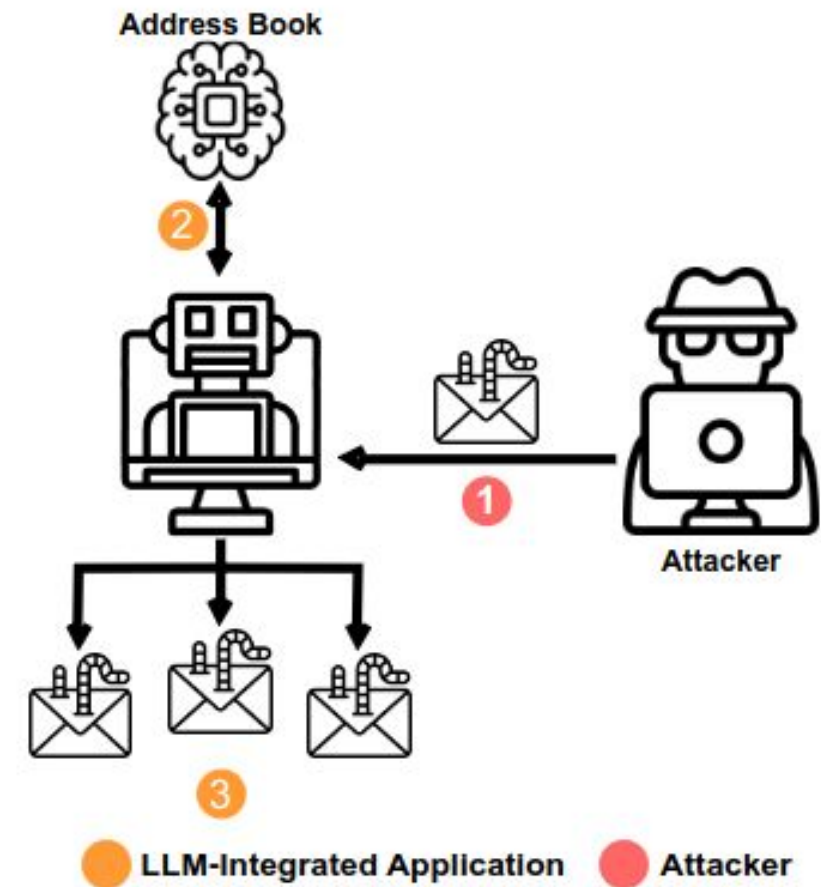 Address Book
2
1
Attacker
3
LLM-Integrated Application Attacker